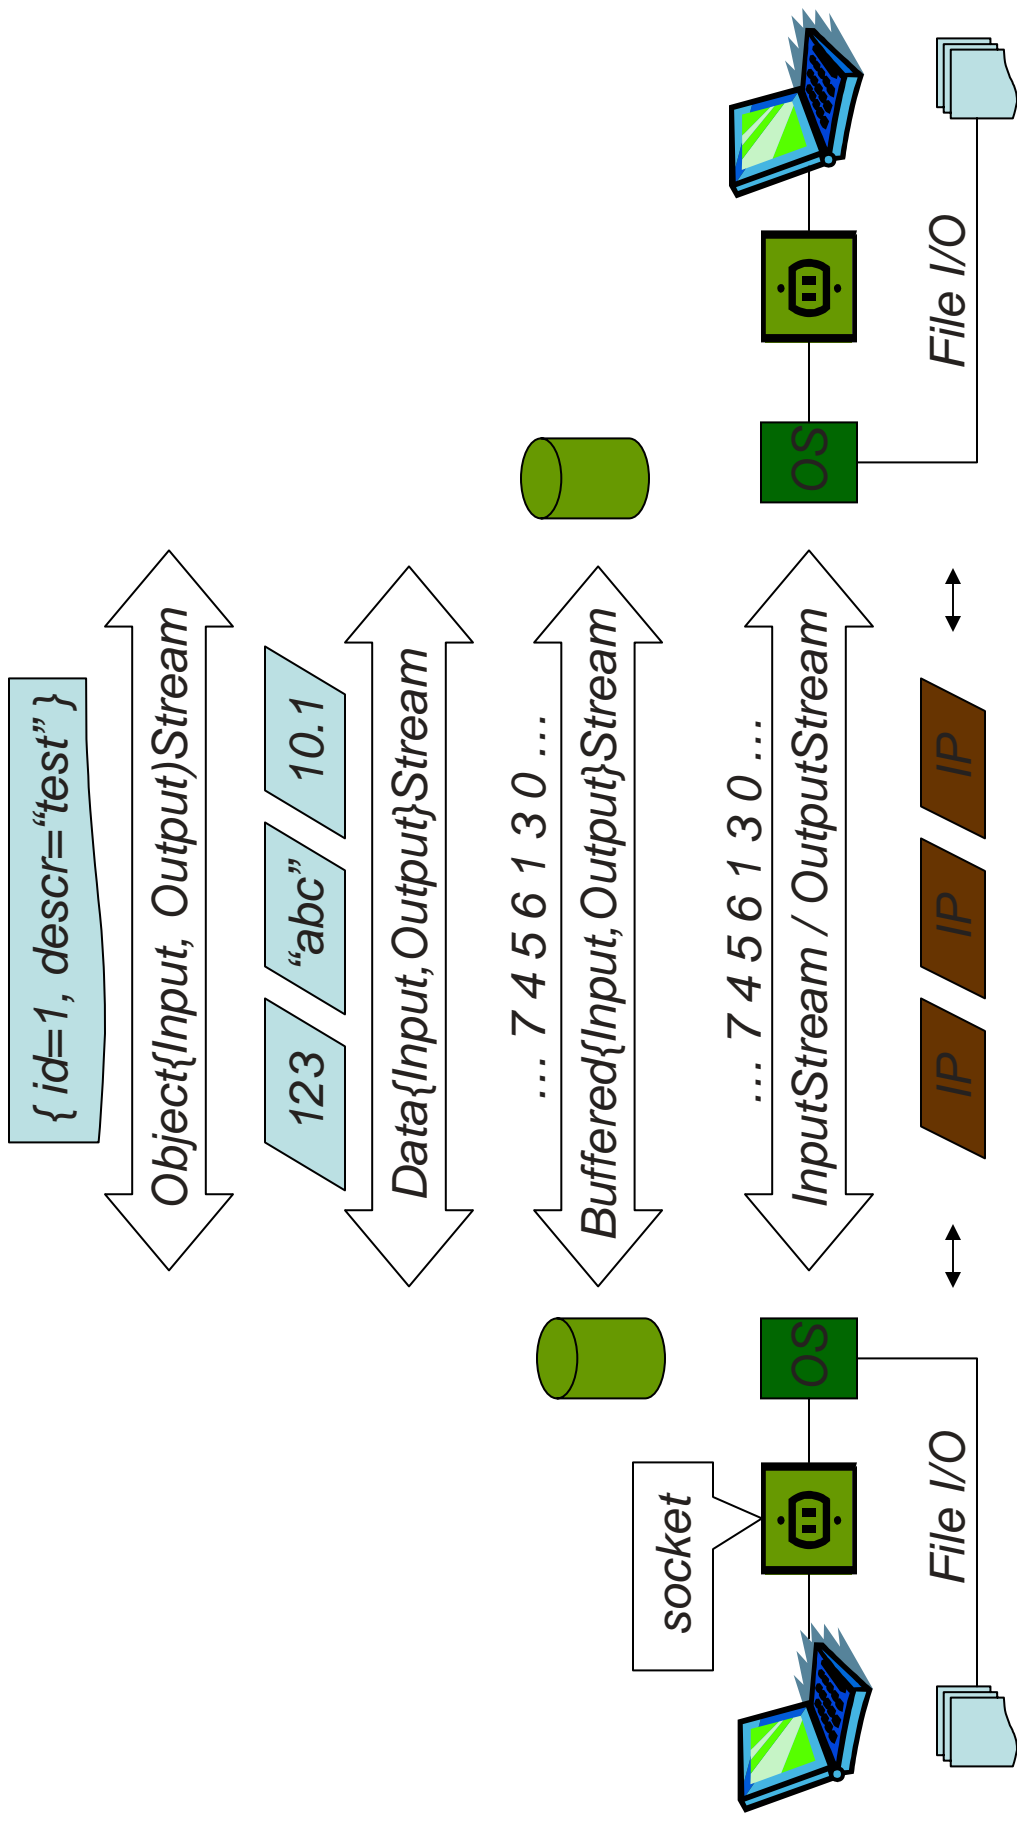 { id=1, descr=“test” }
Object{Input, Output)Stream
123 “abc” 10.1
Data{Input,Output}Stream
... 7 4 5 6 1 3 0 ...
Buffered{Input,Output}Stream
socket
... 7 4 5 6 1 3 0 ...
OS InputStream / OutputStream OS
File I/O IP IP IP File I/O